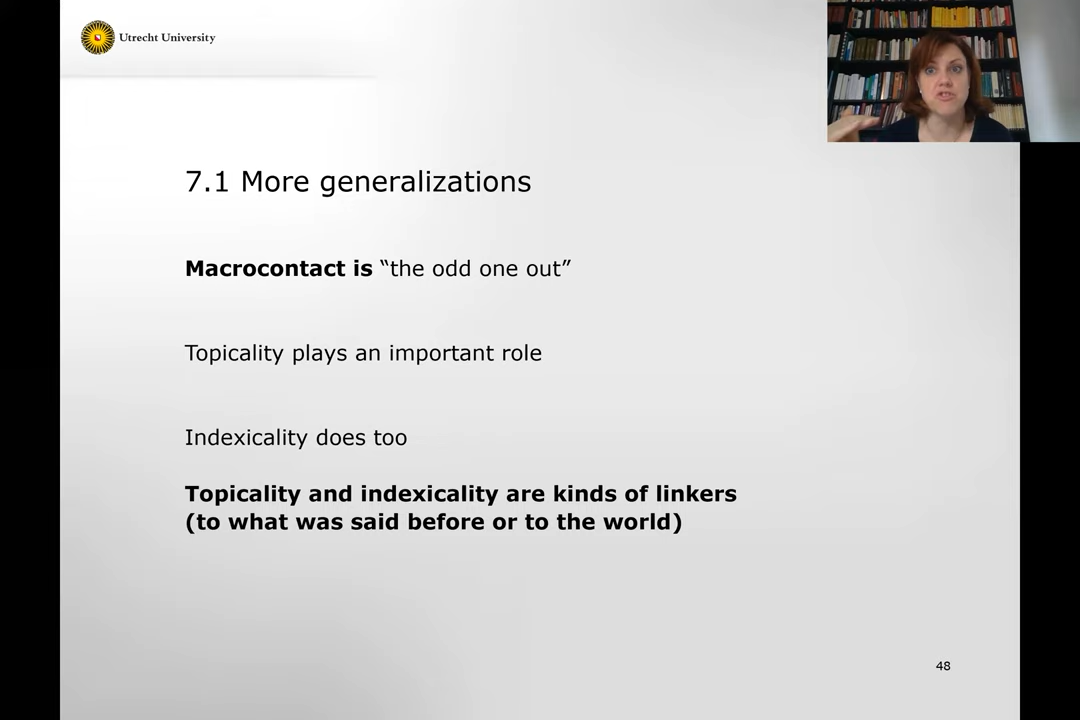 Utrecht University
7.1 More generalizations
Macrocontact is “the odd one out”
Topicality plays an important role
Indexicality does too
Topicality and indexicality are kinds of linkers
(to what was said before or to the world)
48